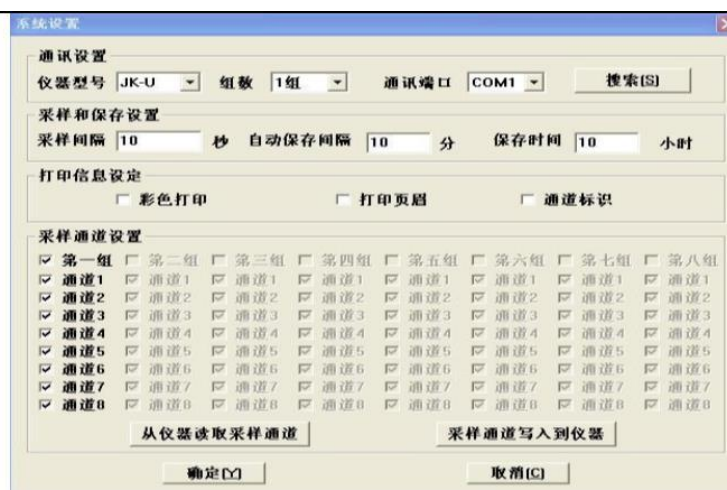 系统设置
通讯设置
仪器型号 JK-U 组数 1组 通讯端口 COM1 搜索(S)
采样和保存设置
采样间隔 10 秒 自动保存间隔 10 分 保存时间 10 小时
打印信息设定
彩色打印 打印页眉 通道标识
采样通道设置
第一组 第二组 第三组 第四组 第五组 第六组 第七组 第八组
通道1 通道1 通道1 通道1 通道1 通道1 通道1 通道1
通道2 通道2 通道2 通道2 通道2 通道2 通道2 通道2
通道3 通道3 通道3 通道3 通道3 通道3 通道3 通道3
通道4 通道4 通道4 通道4 通道4 通道4 通道4 通道4
通道5 通道5 通道5 通道5 通道5 通道5 通道5 通道5
通道6 通道6 通道6 通道6 通道6 通道6 通道6 通道6
通道7 通道7 通道7 通道7 通道7 通道7 通道7 通道7
通道8 通道8 通道8 通道8 通道8 通道8 通道8 通道8
从仪器读取采样通道 采样通道写入到仪器
确定(Y) 取消(C)